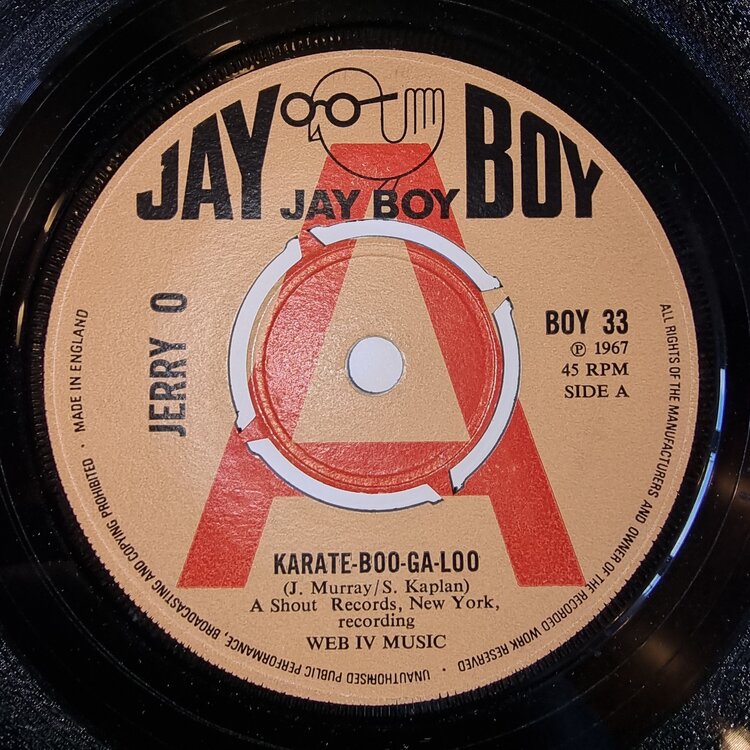 JAY BOY
JAY BOY
A
JERRY O
BOY 33
℗ 1967
45 RPM
SIDE A
KARATE-BOO-GA-LOO
(J. Murray/S. Kaplan)
A Shout Records, New York,
recording
WEB IV MUSIC
ALL RIGHTS OF THE MANUFACTURERS AND OWNER OF THE RECORDED WORK RESERVED · UNAUTHORISED PUBLIC PERFORMANCE, BROADCASTING AND COPYING PROHIBITED · MADE IN ENGLAND